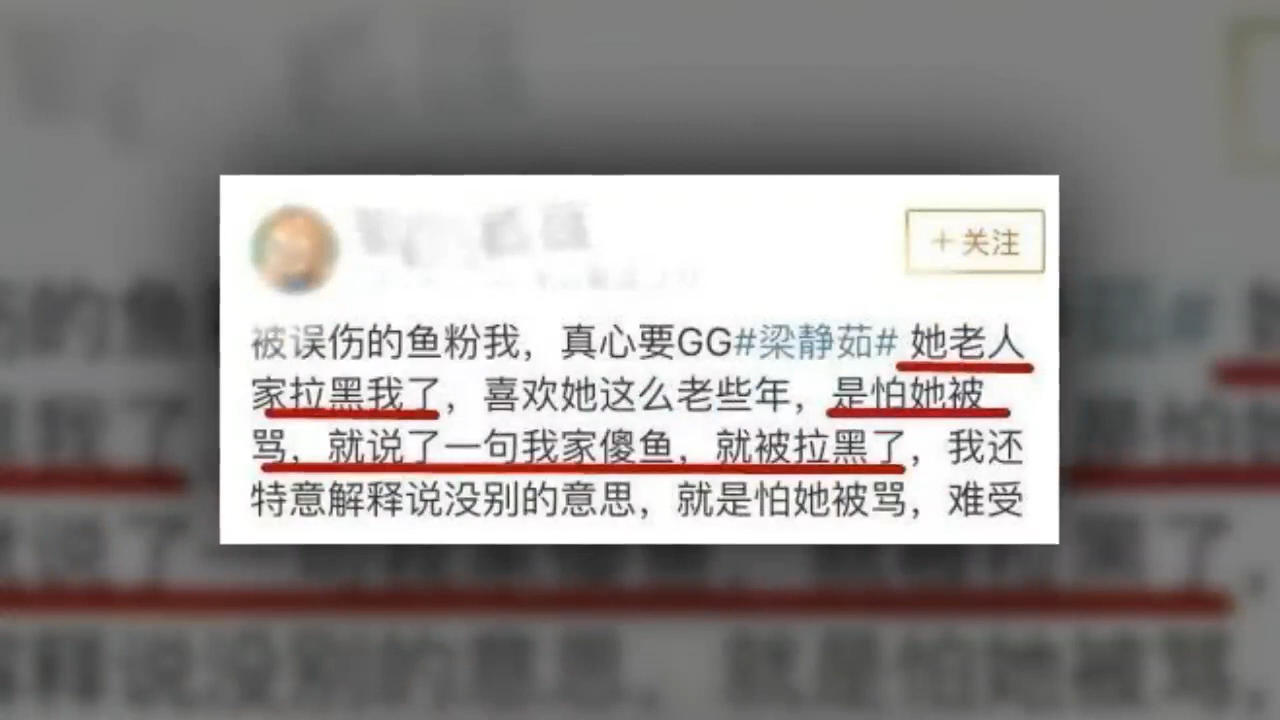 +关注
被误伤的鱼粉我，真心要GG#梁静茹# 她老人
家拉黑我了，喜欢她这么老些年，是怕她被
骂，就说了一句我家傻鱼，就被拉黑了，我还
特意解释说没别的意思，就是怕她被骂，难受